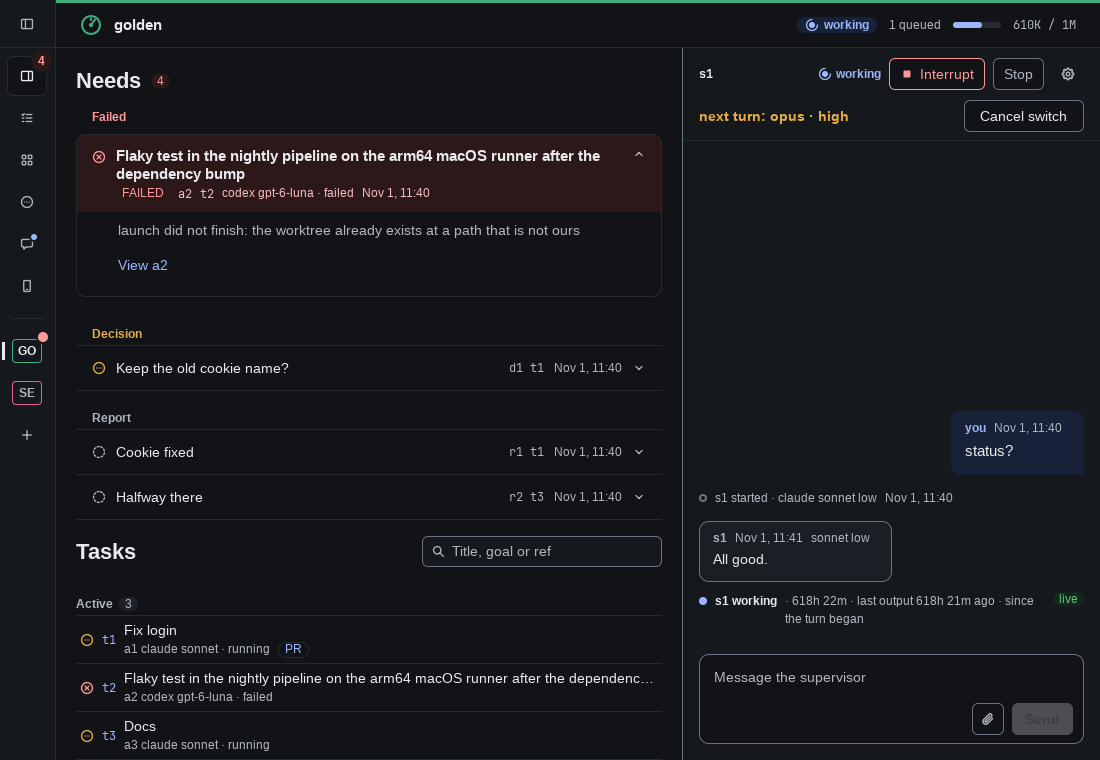 golden
working
1 queued
610K / 1M
4
GO
SE
Needs 4
Failed
Flaky test in the nightly pipeline on the arm64 macOS runner after the
dependency bump
FAILED a2 t2 codex gpt-6-luna · failed Nov 1, 11:40
launch did not finish: the worktree already exists at a path that is not ours
View a2
Decision
Keep the old cookie name? d1 t1 Nov 1, 11:40
Report
Cookie fixed r1 t1 Nov 1, 11:40
Halfway there r2 t3 Nov 1, 11:40
Tasks
Title, goal or ref
Active 3
t1 Fix login
a1 claude sonnet · running PR
t2 Flaky test in the nightly pipeline on the arm64 macOS runner after the dependenc…
a2 codex gpt-6-luna · failed
t3 Docs
a3 claude sonnet · running
s1
working
Interrupt
Stop
next turn: opus · high
Cancel switch
you Nov 1, 11:40
status?
s1 started · claude sonnet low Nov 1, 11:40
s1 Nov 1, 11:41 sonnet low
All good.
s1 working · 618h 22m · last output 618h 21m ago · since
the turn began
live
Message the supervisor
Send